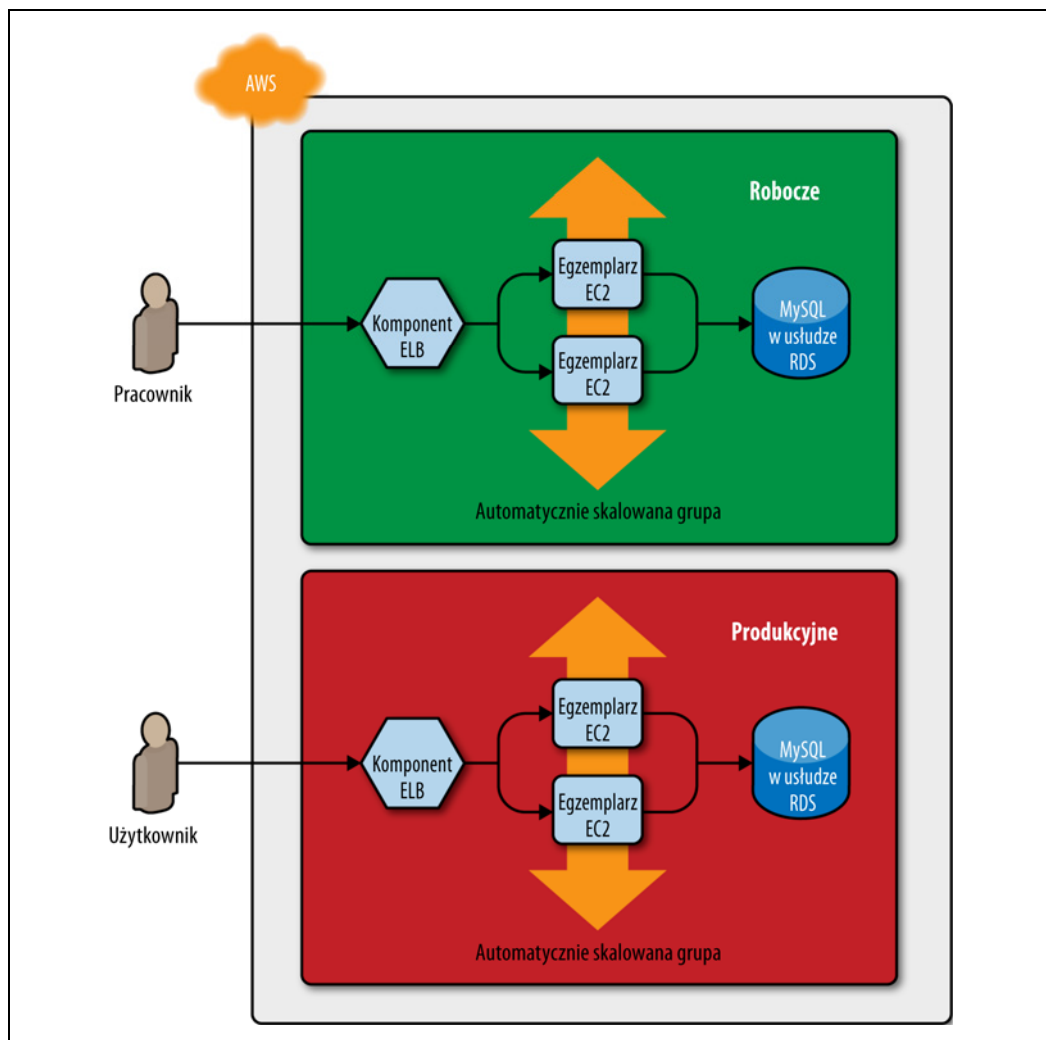 AWS
Robocze
Egzemplarz
EC2
Komponent
ELB
MySQL
w usłudze
RDS
Egzemplarz
EC2
Pracownik
Automatycznie skalowana grupa
Produkcyjne
Egzemplarz
EC2
Komponent
ELB
MySQL
w usłudze
RDS
Egzemplarz
EC2
Użytkownik
Automatycznie skalowana grupa